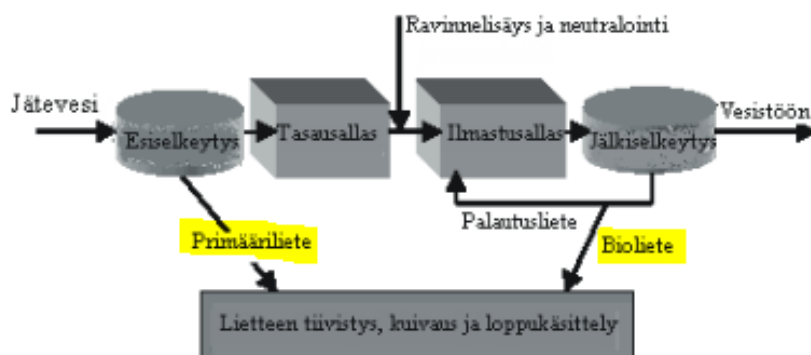 Ravinnelisäys ja neutralointi
Jätevesi
Esiselkeytys
Tasausallas
Ilmastusallas
Jälkiselkeytys
Vesistöön
Palautusliete
Primääriliete
Bioliete
Lietteen tiivistys, kuivaus ja loppukäsittely